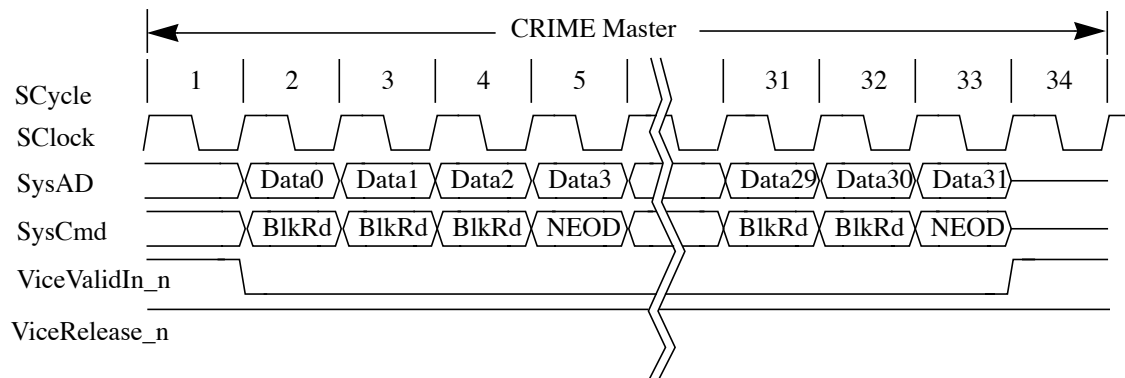 CRIME Master
SCycle 1 2 3 4 5 31 32 33 34
SClock
SysAD Data0 Data1 Data2 Data3 Data29 Data30 Data31
SysCmd BlkRd BlkRd BlkRd NEOD BlkRd BlkRd NEOD
ViceValidIn_n
ViceRelease_n